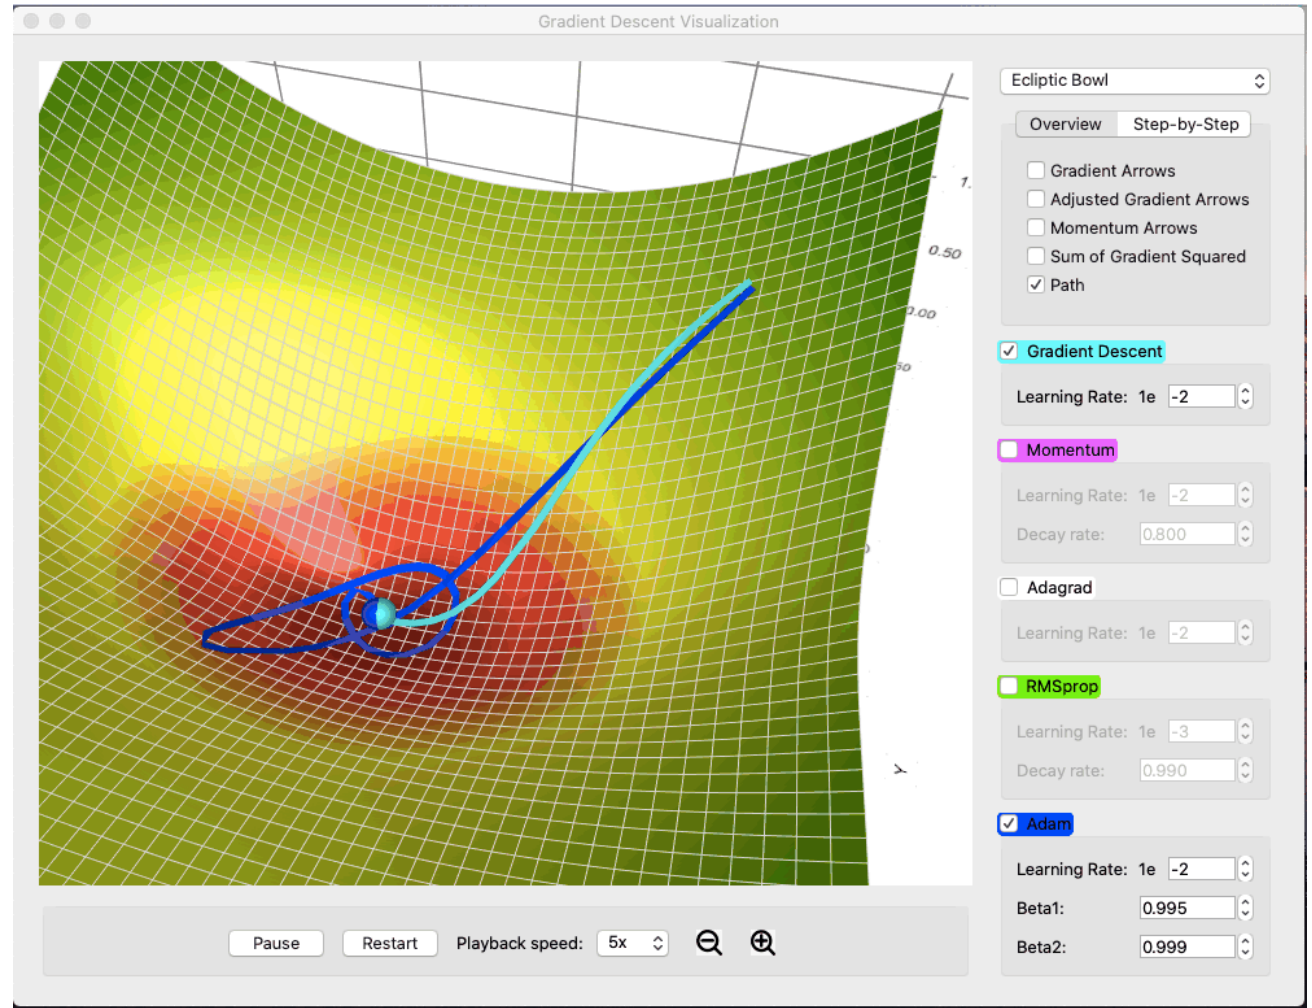 Gradient Descent Visualization
Ecliptic Bowl
Overview Step-by-Step
Gradient Arrows
Adjusted Gradient Arrows
Momentum Arrows
Sum of Gradient Squared
Path
1.
0.50
0.00
50
0
Y
Gradient Descent
Learning Rate: 1e -2
Momentum
Learning Rate: 1e -2
Decay rate: 0.800
Adagrad
Learning Rate: 1e -2
RMSprop
Learning Rate: 1e -3
Decay rate: 0.990
Adam
Learning Rate: 1e -2
Beta1: 0.995
Beta2: 0.999
Pause Restart Playback speed: 5x